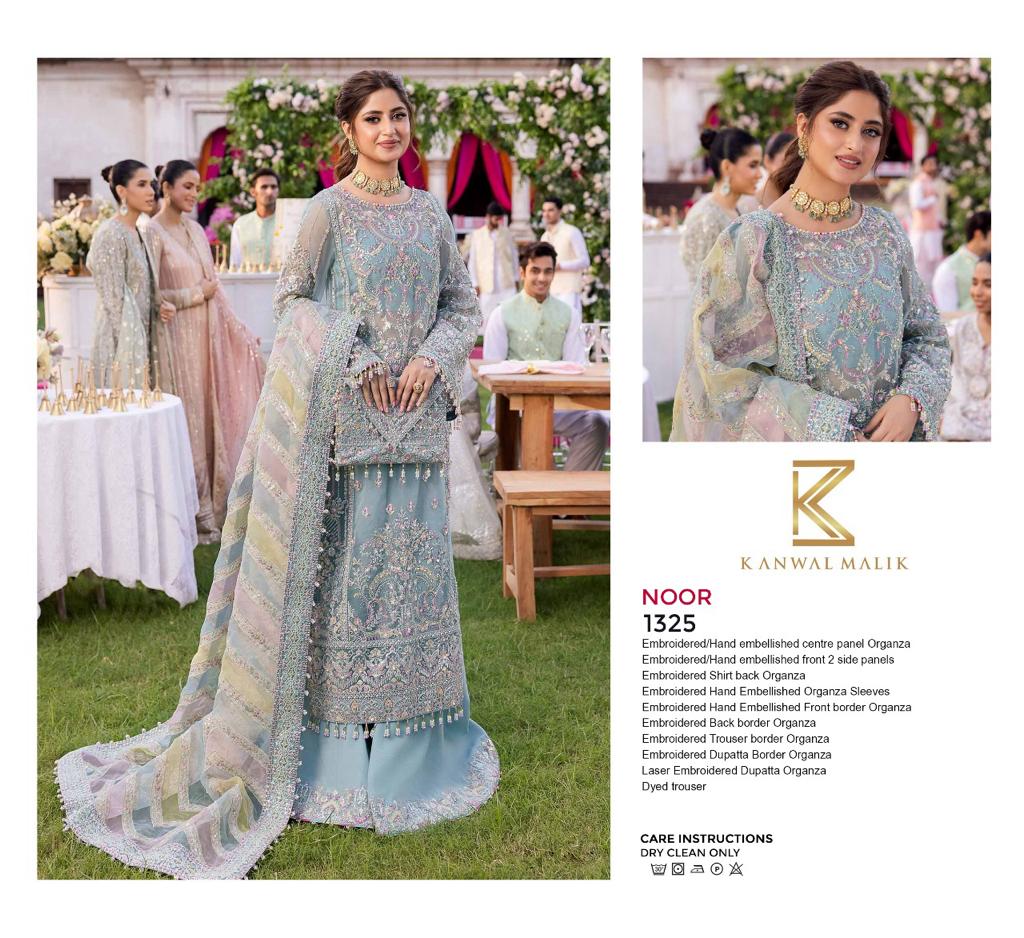 KANWAL MALIK
NOOR
1325
Embroidered/Hand embellished centre panel Organza
Embroidered/Hand embellished front 2 side panels
Embroidered Shirt back Organza
Embroidered Hand Embellished Organza Sleeves
Embroidered Hand Embellished Front border Organza
Embroidered Back border Organza
Embroidered Trouser border Organza
Embroidered Dupatta Border Organza
Laser Embroidered Dupatta Organza
Dyed trouser
CARE INSTRUCTIONS
DRY CLEAN ONLY
30°
P